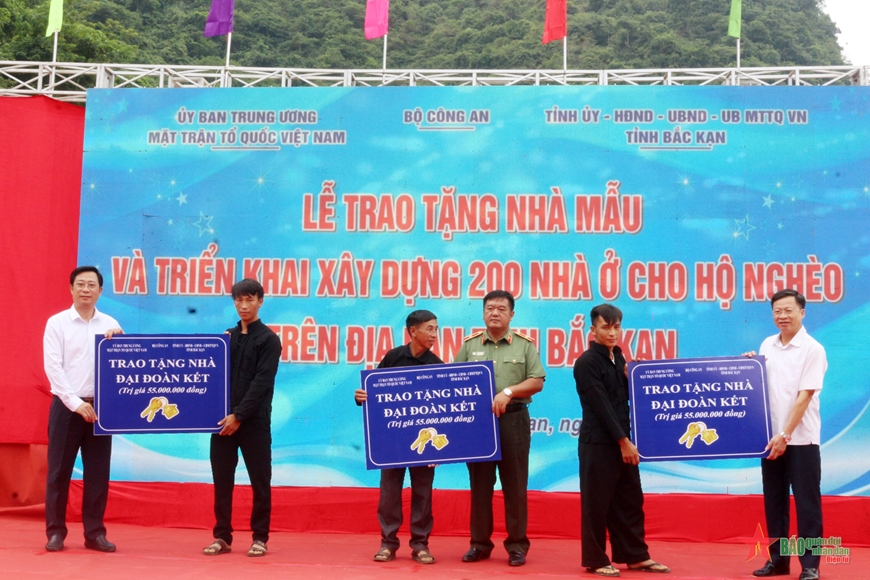 ỦY BAN TRUNG ƯƠNG
MẶT TRẬN TỔ QUỐC VIỆT NAM
BỘ CÔNG AN
TỈNH ỦY - HĐND - UBND - UB MTTQ VN
TỈNH BẮC KẠN
LỄ TRAO TẶNG NHÀ MẪU
VÀ TRIỂN KHAI XÂY DỰNG 200 NHÀ Ở CHO HỘ NGHÈO
TRÊN ĐỊA BẮC KẠN
TRAO TẶNG NHÀ
ĐẠI ĐOÀN KẾT
(Trị giá 55.000.000 đồng)
TRAO TẶNG NHÀ
ĐẠI ĐOÀN KẾT
(Trị giá 55.000.000 đồng)
TRAO TẶNG NHÀ
ĐẠI ĐOÀN KẾT
(Trị giá 55.000.000 đồng)
BÁO Quân đội nhân dân
Điện tử